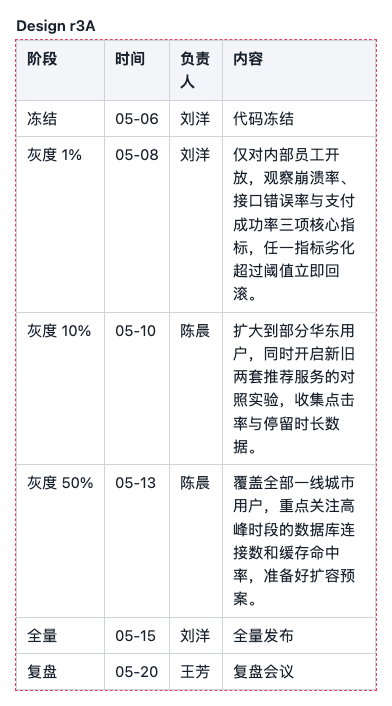 Design r3A
阶段 时间 负责人 内容
冻结 05-06 刘洋 代码冻结
灰度 1% 05-08 刘洋 仅对内部员工开
放，观察崩溃率、
接口错误率与支付
成功率三项核心指
标，任一指标劣化
超过阈值立即回
滚。
灰度 10% 05-10 陈晨 扩大到部分华东用
户，同时开启新旧
两套推荐服务的对
照实验，收集点击
率与停留时长数
据。
灰度 50% 05-13 陈晨 覆盖全部一线城市
用户，重点关注高
峰时段的数据库连
接数和缓存命中
率，准备好扩容预
案。
全量 05-15 刘洋 全量发布
复盘 05-20 王芳 复盘会议